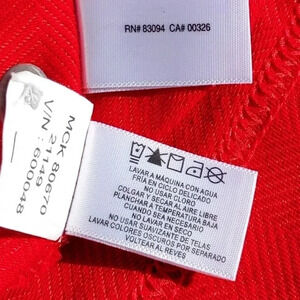 RN# 83094 CA# 00326
MCK 80670
21149
V/N : 600048
LAVAR A MÁQUINA CON AGUA
FRÍA EN CICLO DELICADO
NO USAR CLORO
COLGAR Y SECAR AL AIRE LIBRE
PLANCHAR A TEMPERATURA BAJA
CUANDO SEA NECESARIO
NO LAVAR EN SECO
NO USAR SUAVIZANTE DE TELAS
LAVAR COLORES OSCUROS POR SEPARADO
VOLTEAR AL REVES